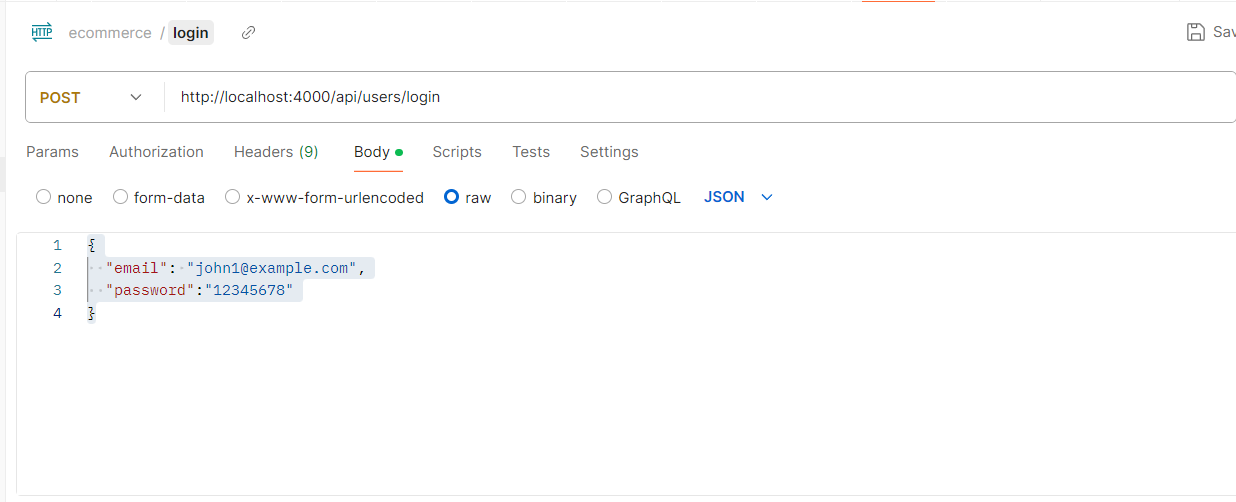 HTTP ecommerce / login
POST http://localhost:4000/api/users/login
Params Authorization Headers (9) Body Scripts Tests Settings
none form-data x-www-form-urlencoded raw binary GraphQL JSON
1 {
2 "email": "john1@example.com",
3 "password":"12345678"
4 }